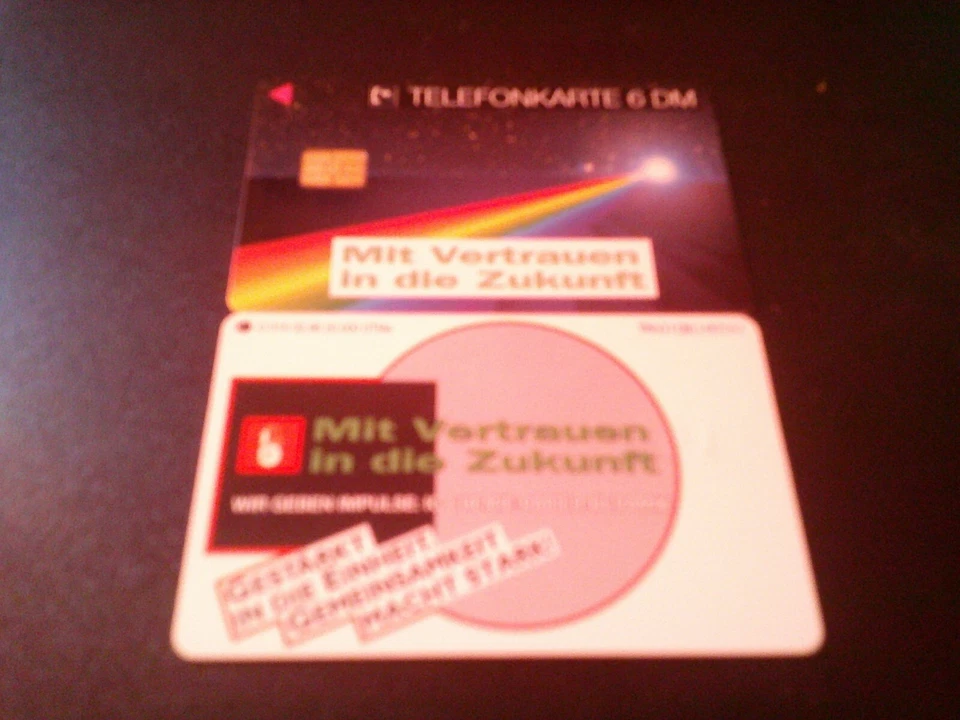 TELEFONKARTE 6 DM
Mit Vertrauen
in die Zukunft
Mit Vertrauen
in die Zukunft
WIR GEBEN IMPULSE.
GESTÄRKT
IN DIE EINHEIT
GEMEINSAMKEIT
MACHT STARK!